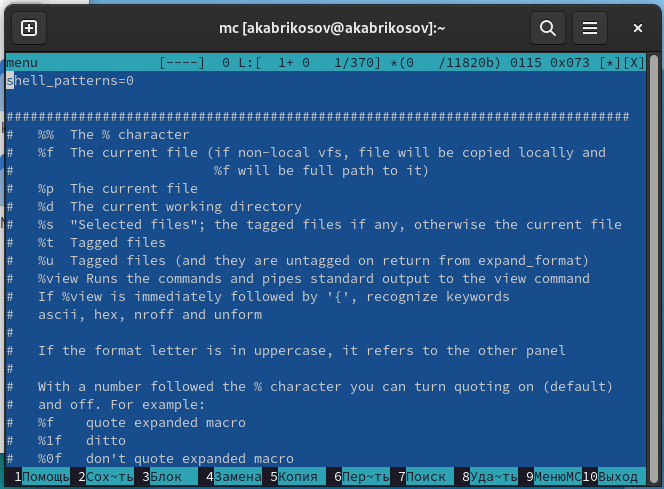 mc [akabrikosov@akabrikosov]:~
menu [----] 0 L:[ 1+ 0 1/370] *(0 /11820b) 0115 0x073 [*][X]
shell_patterns=0
###############################################################################
# %% The % character
# %f The current file (if non-local vfs, file will be copied locally and
# %f will be full path to it)
# %p The current file
# %d The current working directory
# %s "Selected files"; the tagged files if any, otherwise the current file
# %t Tagged files
# %u Tagged files (and they are untagged on return from expand_format)
# %view Runs the commands and pipes standard output to the view command
# If %view is immediately followed by '{', recognize keywords
# ascii, hex, nroff and unform
#
# If the format letter is in uppercase, it refers to the other panel
#
# With a number followed the % character you can turn quoting on (default)
# and off. For example:
# %f quote expanded macro
# %1f ditto
# %0f don't quote expanded macro
1Помощь 2Сох~ть 3Блок 4Замена 5Копия 6Пер~ть 7Поиск 8Уда~ть 9МенюMC 10Выход